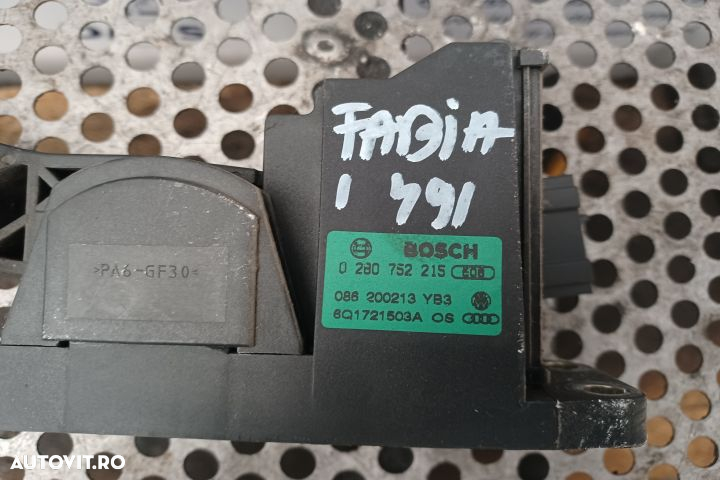 FABIA
1 491
>PA6-GF30<
BOSCH
0 280 752 215
086 200213 YB3
6Q1721503A OS
AUTOVIT.RO